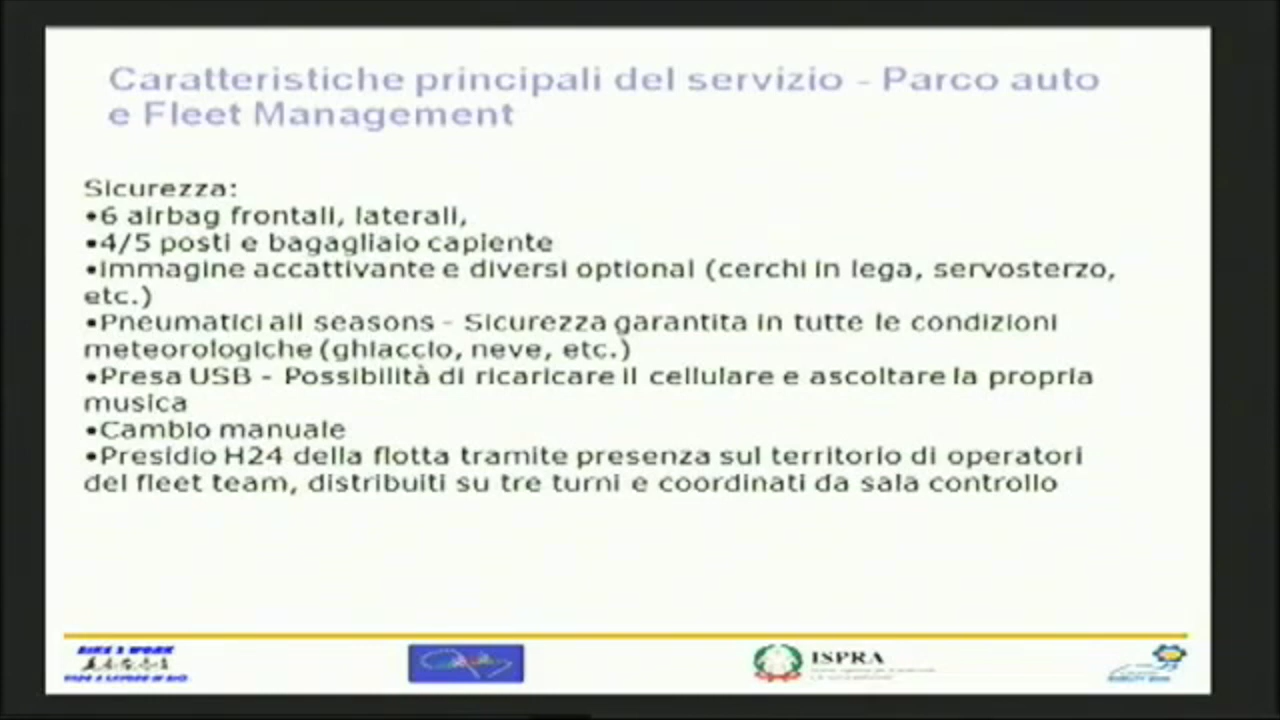 Caratteristiche principali del servizio - Parco auto
e Fleet Management
Sicurezza:
•6 airbag frontali, laterali,
•4/5 posti e bagagliaio capiente
•Immagine accattivante e diversi optional (cerchi in lega, servosterzo,
etc.)
•Pneumatici all seasons - Sicurezza garantita in tutte le condizioni
meteorologiche (ghiaccio, neve, etc.)
•Presa USB - Possibilità di ricaricare il cellulare e ascoltare la propria
musica
•Cambio manuale
•Presidio H24 della flotta tramite presenza sul territorio di operatori
del fleet team, distribuiti su tre turni e coordinati da sala controllo
BIKE 2 WORK
ISPRA